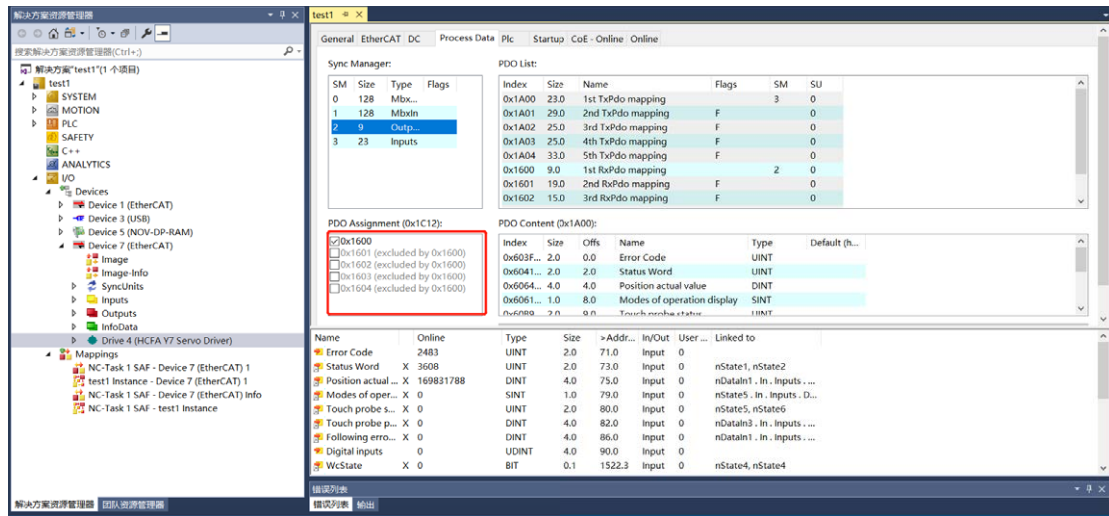 解决方案资源管理器
搜索解决方案资源管理器(Ctrl+;)
解决方案"test1"(1 个项目)
test1
SYSTEM
MOTION
PLC
SAFETY
C++
ANALYTICS
I/O
Devices
Device 1 (EtherCAT)
Device 3 (USB)
Device 5 (NOV-DP-RAM)
Device 7 (EtherCAT)
Image
Image-Info
SyncUnits
Inputs
Outputs
InfoData
Drive 4 (HCFA Y7 Servo Driver)
Mappings
NC-Task 1 SAF - Device 7 (EtherCAT) 1
test1 Instance - Device 7 (EtherCAT) 1
NC-Task 1 SAF - Device 7 (EtherCAT) Info
NC-Task 1 SAF - test1 Instance
解决方案资源管理器 团队资源管理器
test1
General EtherCAT DC Process Data Plc Startup CoE - Online Online
Sync Manager:
SM Size Type Flags
0 128 Mbx...
1 128 MbxIn
2 9 Outp...
3 23 Inputs
PDO List:
Index Size Name Flags SM SU
0x1A00 23.0 1st TxPdo mapping 3 0
0x1A01 29.0 2nd TxPdo mapping F 0
0x1A02 25.0 3rd TxPdo mapping F 0
0x1A03 25.0 4th TxPdo mapping F 0
0x1A04 33.0 5th TxPdo mapping F 0
0x1600 9.0 1st RxPdo mapping 2 0
0x1601 19.0 2nd RxPdo mapping F 0
0x1602 15.0 3rd RxPdo mapping F 0
PDO Assignment (0x1C12):
0x1600
0x1601 (excluded by 0x1600)
0x1602 (excluded by 0x1600)
0x1603 (excluded by 0x1600)
0x1604 (excluded by 0x1600)
PDO Content (0x1A00):
Index Size Offs Name Type Default (h...
0x603F... 2.0 0.0 Error Code UINT
0x6041... 2.0 2.0 Status Word UINT
0x6064... 4.0 4.0 Position actual value DINT
0x6061... 1.0 8.0 Modes of operation display SINT
0x60B9 2.0 9.0 Touch probe status UINT
Name Online Type Size >Addr... In/Out User ... Linked to
Error Code 2483 UINT 2.0 71.0 Input 0
Status Word X 3608 UINT 2.0 73.0 Input 0 nState1, nState2
Position actual ... X 169831788 DINT 4.0 75.0 Input 0 nDataIn1 . In . Inputs . ...
Modes of oper... X 0 SINT 1.0 79.0 Input 0 nState5 . In . Inputs . D...
Touch probe s... X 0 UINT 2.0 80.0 Input 0 nState5, nState6
Touch probe p... X 0 DINT 4.0 82.0 Input 0 nDataIn3 . In . Inputs . ...
Following erro... X 0 DINT 4.0 86.0 Input 0 nDataIn1 . In . Inputs . ...
Digital inputs 0 UDINT 4.0 90.0 Input 0
WcState X 0 BIT 0.1 1522.3 Input 0 nState4, nState4
错误列表
错误列表 输出